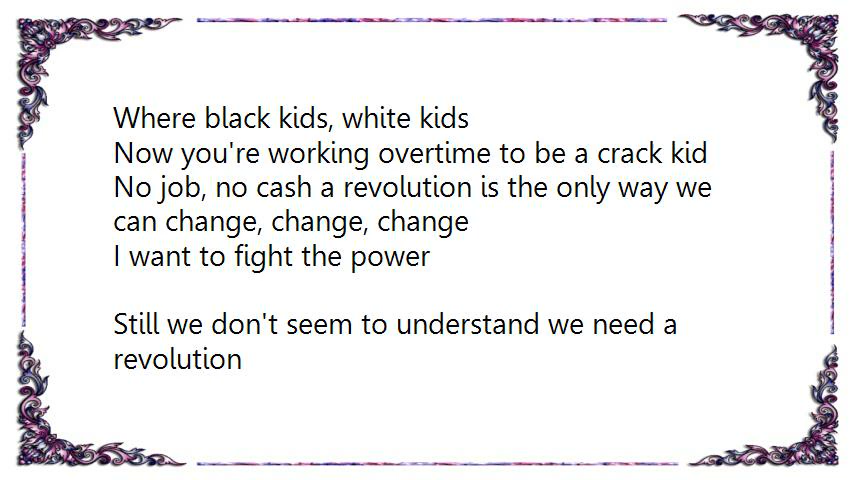 Where black kids, white kids
Now you're working overtime to be a crack kid
No job, no cash a revolution is the only way we
can change, change, change
I want to fight the power
Still we don't seem to understand we need a
revolution